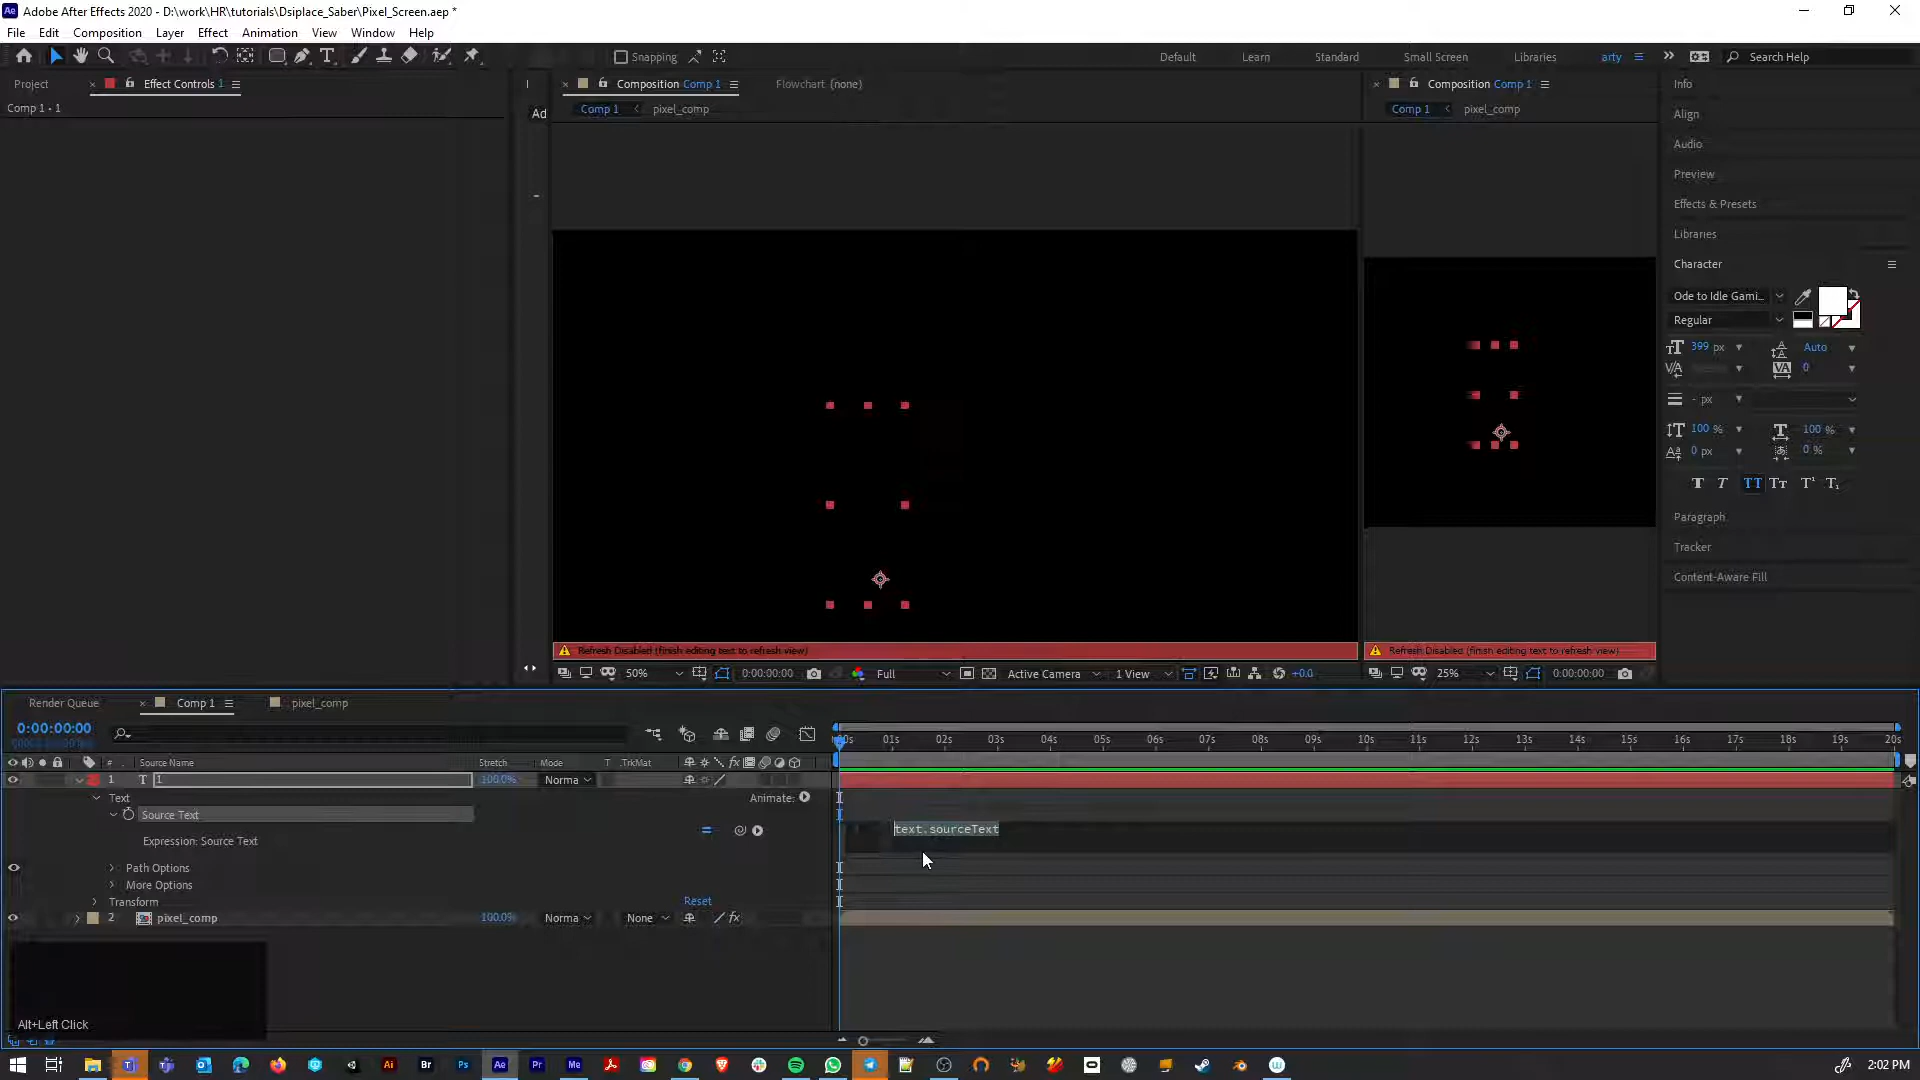 Adobe After Effects 2020 - D:\work\HR\tutorials\Dsiplace_Saber\Pixel_Screen.aep *
File Edit Composition Layer Effect Animation View Window Help
Snapping
Default Learn Standard Small Screen Libraries arty Search Help
Project Effect Controls 1
Composition Comp 1
Flowchart (none)
Composition Comp 1
Info
Comp 1 • 1
Ad
Comp 1 pixel_comp
Comp 1 pixel_comp
Align
Audio
Preview
Effects & Presets
Libraries
Character
Ode to Idle Gami...
Regular
399 px Auto
0
- px
100 % 100 %
0 px 0 %
T T TT Tt T¹ T₁
Paragraph
Tracker
Content-Aware Fill
Refresh Disabled (finish editing text to refresh view)
Refresh Disabled (finish editing text to refresh view)
50% 0:00:00:00 Full Active Camera 1 View +0.0
25% 0:00:00:00
Render Queue Comp 1 pixel_comp
0:00:00:00
01s 02s 03s 04s 05s 06s 07s 08s 09s 10s 11s 12s 13s 14s 15s 16s 17s 18s 19s 20s
# Source Name Stretch Mode T .TrkMat
1 T 1 100.0% Norma
Text Animate:
Source Text
Expression: Source Text
text.sourceText
Path Options
More Options
Transform Reset
2 pixel_comp 100.0% Norma None
Alt+Left Click
2:02 PM